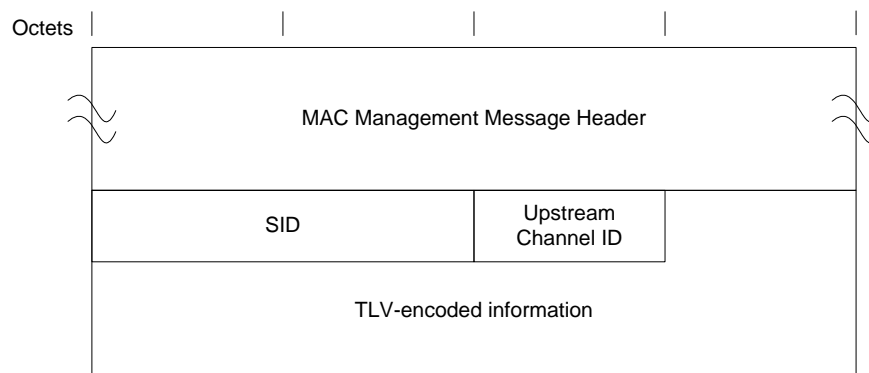 Octets
MAC Management Message Header
SID
Upstream
Channel ID
TLV-encoded information